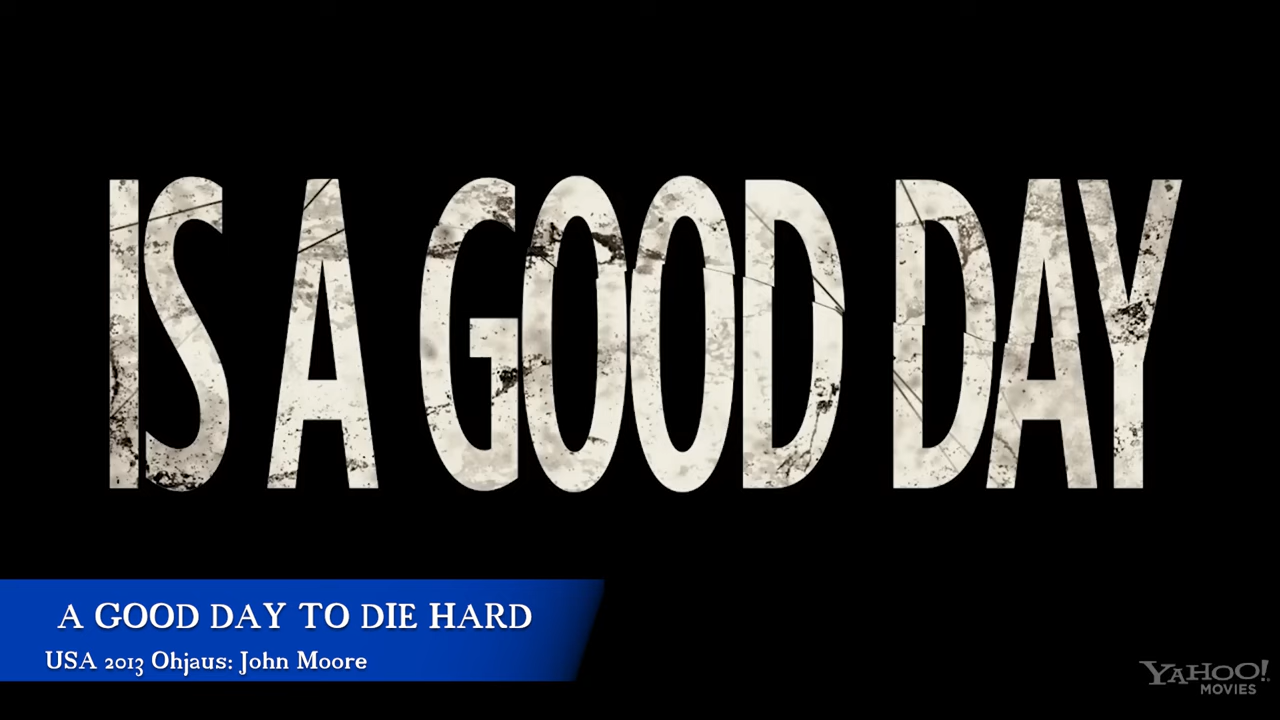 IS A GOOD DAY
A GOOD DAY TO DIE HARD
USA 2013 Ohjaus: John Moore
YAHOO!
MOVIES